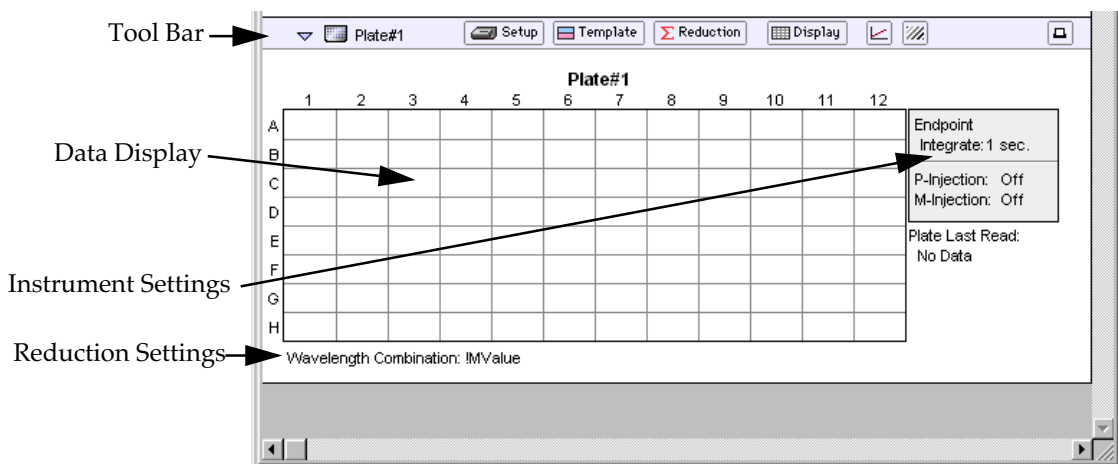 Tool Bar
Plate#1 Setup Template Σ Reduction Display
Plate#1
1 2 3 4 5 6 7 8 9 10 11 12
A
B
C
D
E
F
G
H
Endpoint
Integrate: 1 sec.
P-Injection: Off
M-Injection: Off
Plate Last Read:
No Data
Data Display
Instrument Settings
Reduction Settings
Wavelength Combination: !MValue